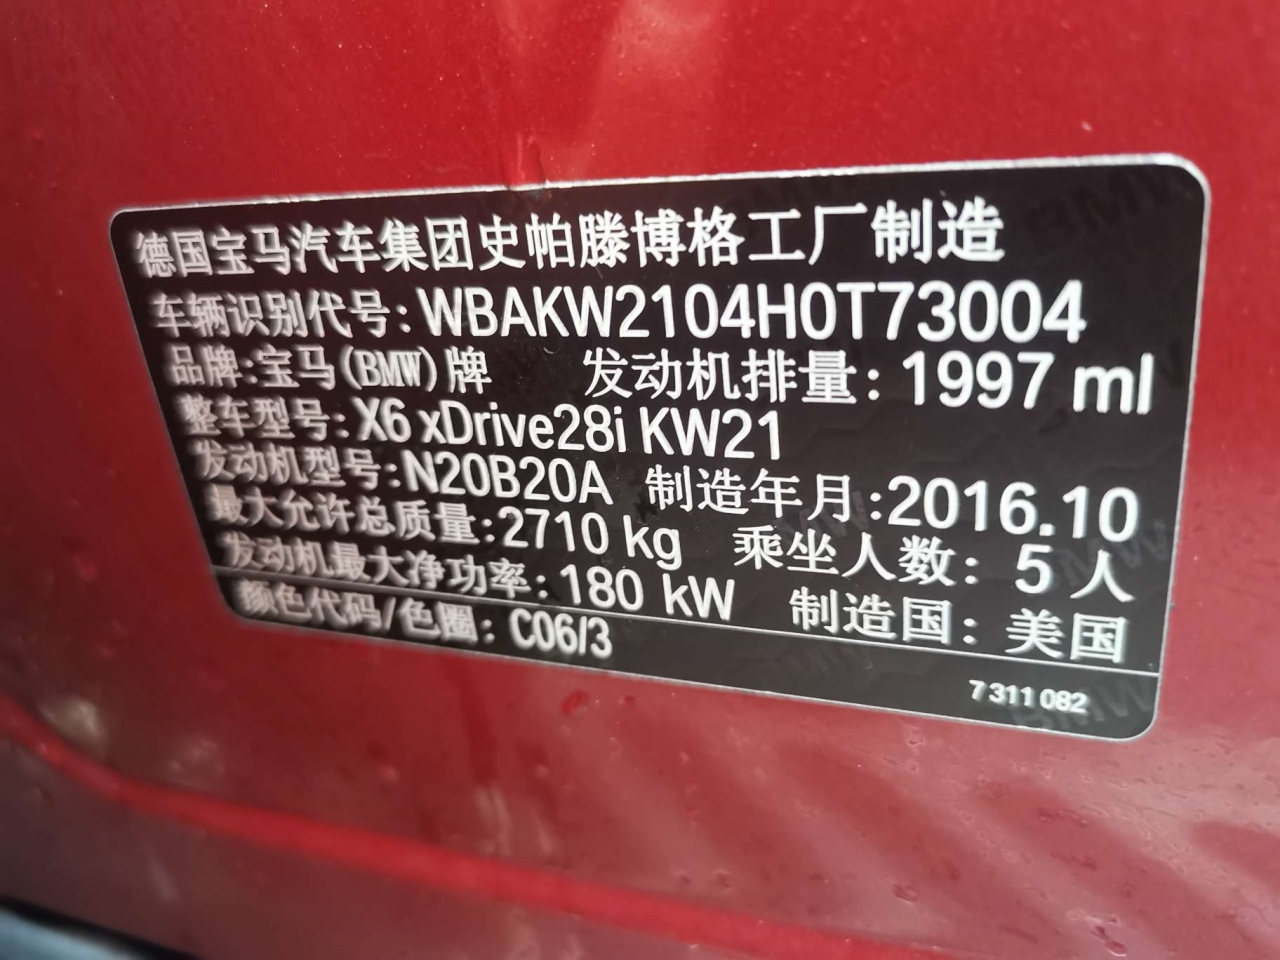 德国宝马汽车集团史帕滕博格工厂制造
车辆识别代号: WBAKW2104H0T73004
品牌:宝马(BMW)牌 发动机排量: 1997 ml
整车型号: X6 xDrive28i KW21
发动机型号: N20B20A 制造年月:2016.10
最大允许总质量: 2710 kg 乘坐人数: 5 人
发动机最大净功率: 180 kW 制造国: 美国
颜色代码/色圈: C06/3
7 311 082